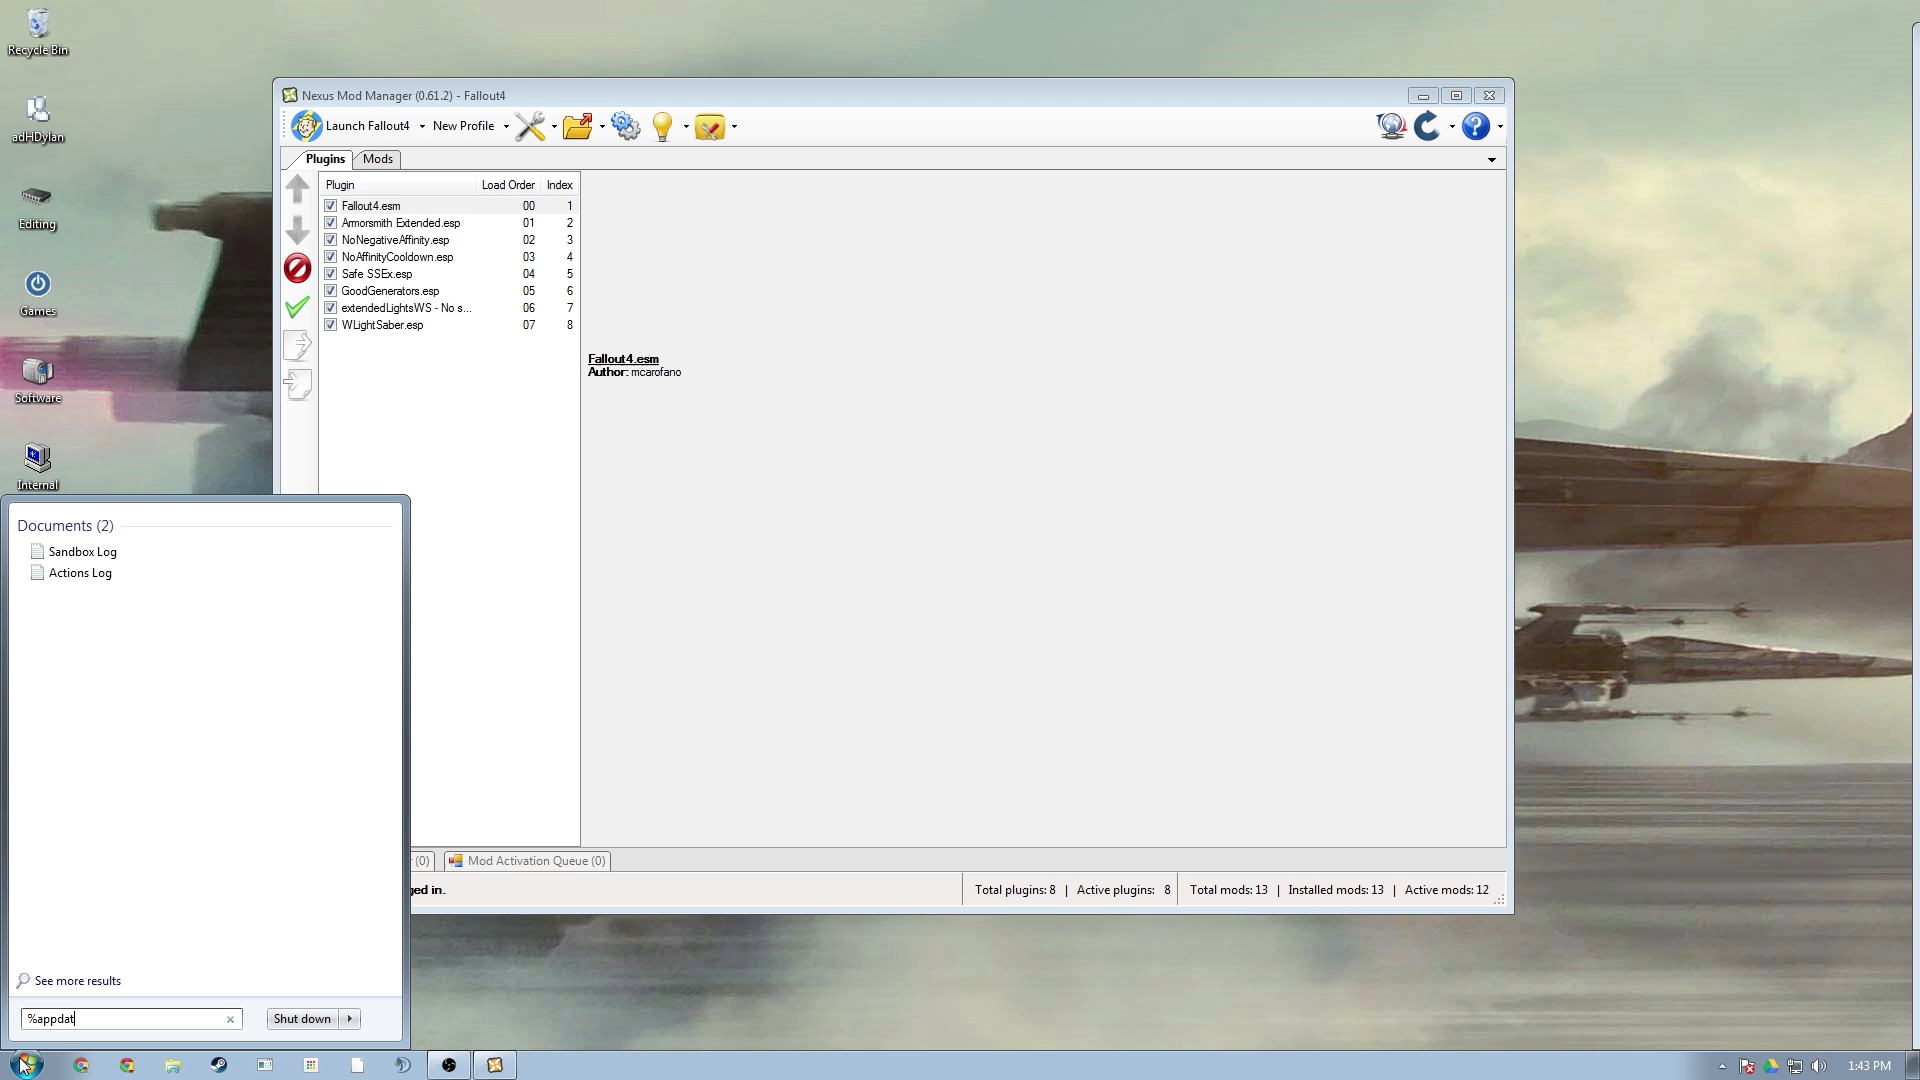 Recycle Bin
adHDylan
Editing
Games
Software
Internal
Nexus Mod Manager (0.61.2) - Fallout4
Launch Fallout4 New Profile
Plugins Mods
Plugin Load Order Index
Fallout4.esm 00 1
Armorsmith Extended.esp 01 2
NoNegativeAffinity.esp 02 3
NoAffinityCooldown.esp 03 4
Safe SSEx.esp 04 5
GoodGenerators.esp 05 6
extendedLightsWS - No s... 06 7
WLightSaber.esp 07 8
Fallout4.esm
Author: mcarofano
(0) Mod Activation Queue (0)
ged in. Total plugins: 8 | Active plugins: 8 Total mods: 13 | Installed mods: 13 | Active mods: 12
Documents (2)
Sandbox Log
Actions Log
See more results
%appdat Shut down
1:43 PM